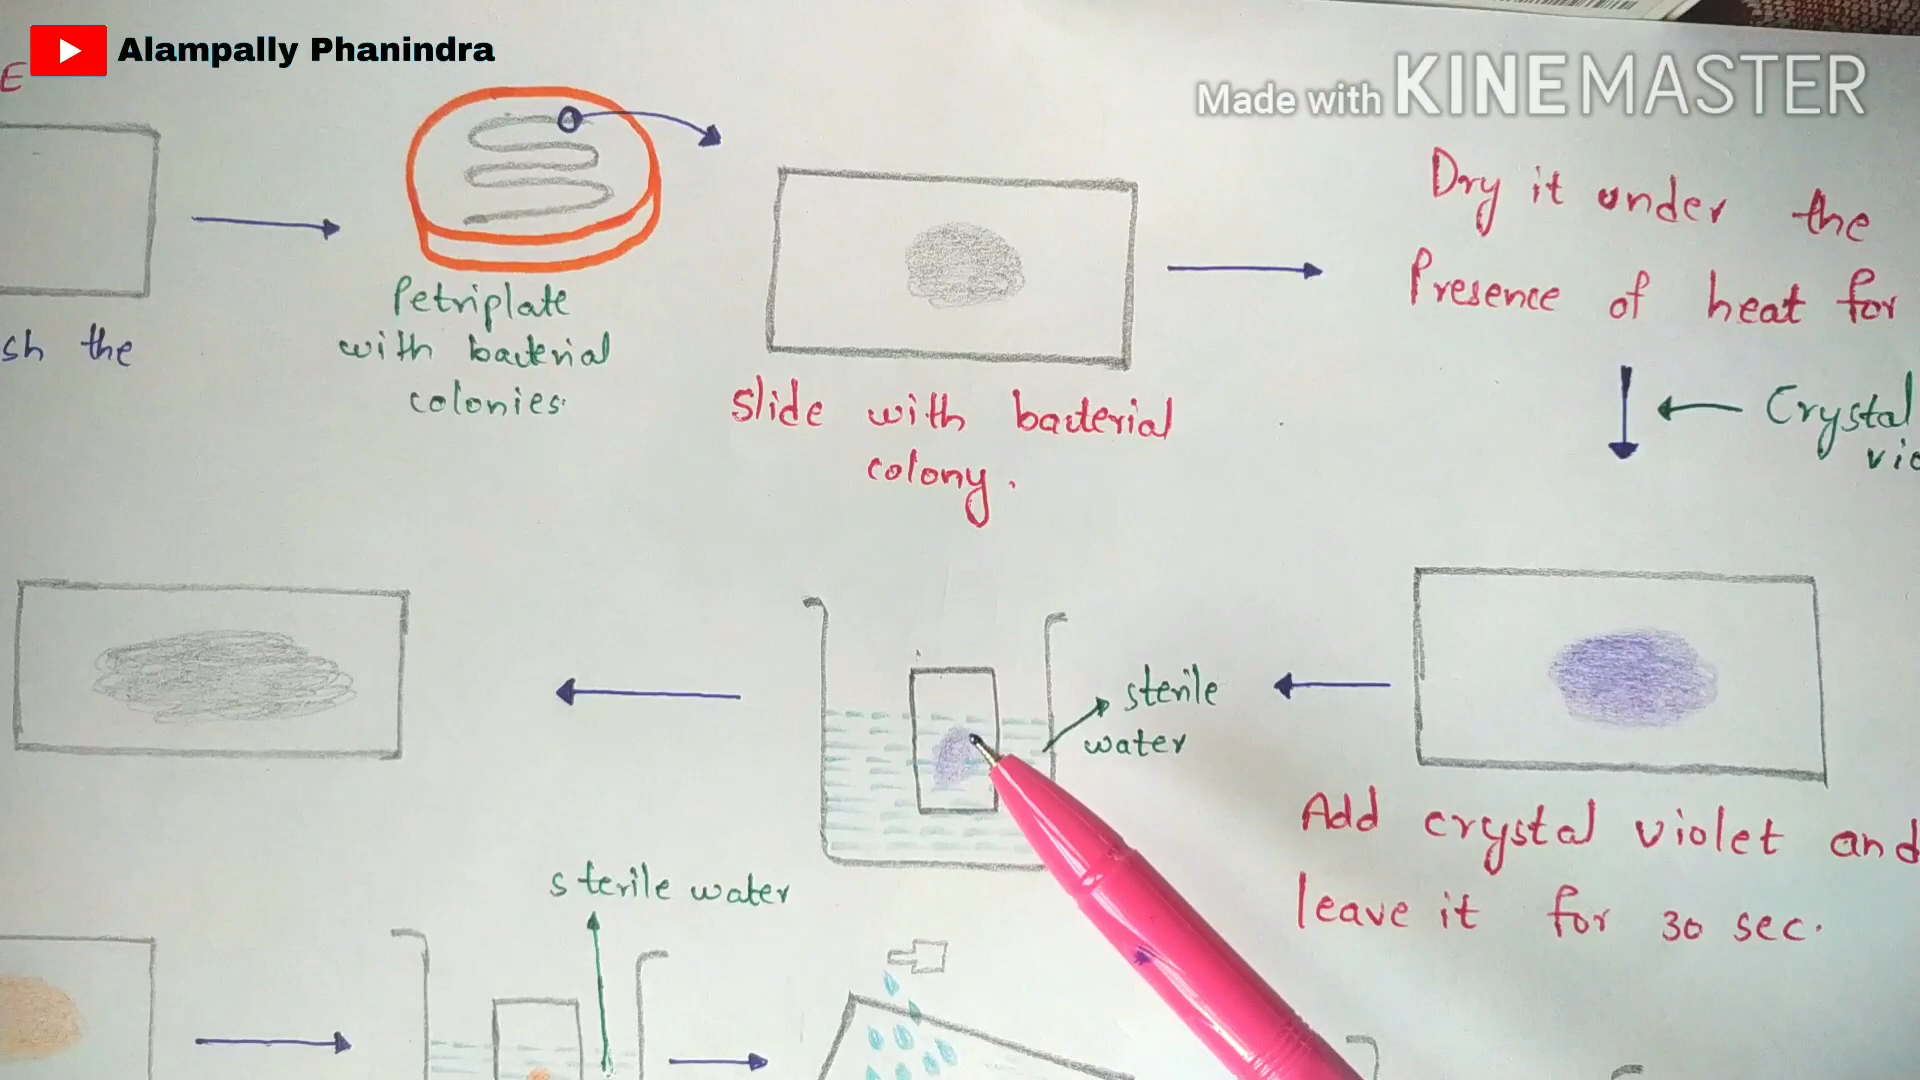 Alampally Phanindra
Made with KINEMASTER
E
sh the
Petriplate
with bacterial
colonies.
Slide with bacterial
colony.
Dry it under the
Presence of heat for
Crystal
vio
sterile
water
Add crystal violet and
leave it for 30 sec.
sterile water